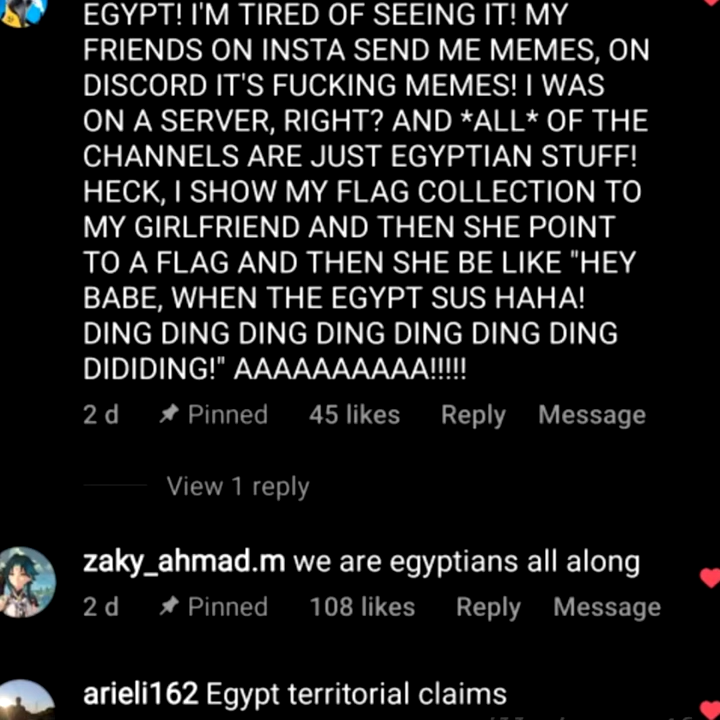 EGYPT! I'M TIRED OF SEEING IT! MY
FRIENDS ON INSTA SEND ME MEMES, ON
DISCORD IT'S FUCKING MEMES! I WAS
ON A SERVER, RIGHT? AND *ALL* OF THE
CHANNELS ARE JUST EGYPTIAN STUFF!
HECK, I SHOW MY FLAG COLLECTION TO
MY GIRLFRIEND AND THEN SHE POINT
TO A FLAG AND THEN SHE BE LIKE "HEY
BABE, WHEN THE EGYPT SUS HAHA!
DING DING DING DING DING DING DING
DIDIDING!" AAAAAAAAAA!!!!!
2 d Pinned 45 likes Reply Message
View 1 reply
zaky_ahmad.m we are egyptians all along
2 d Pinned 108 likes Reply Message
arieli162 Egypt territorial claims